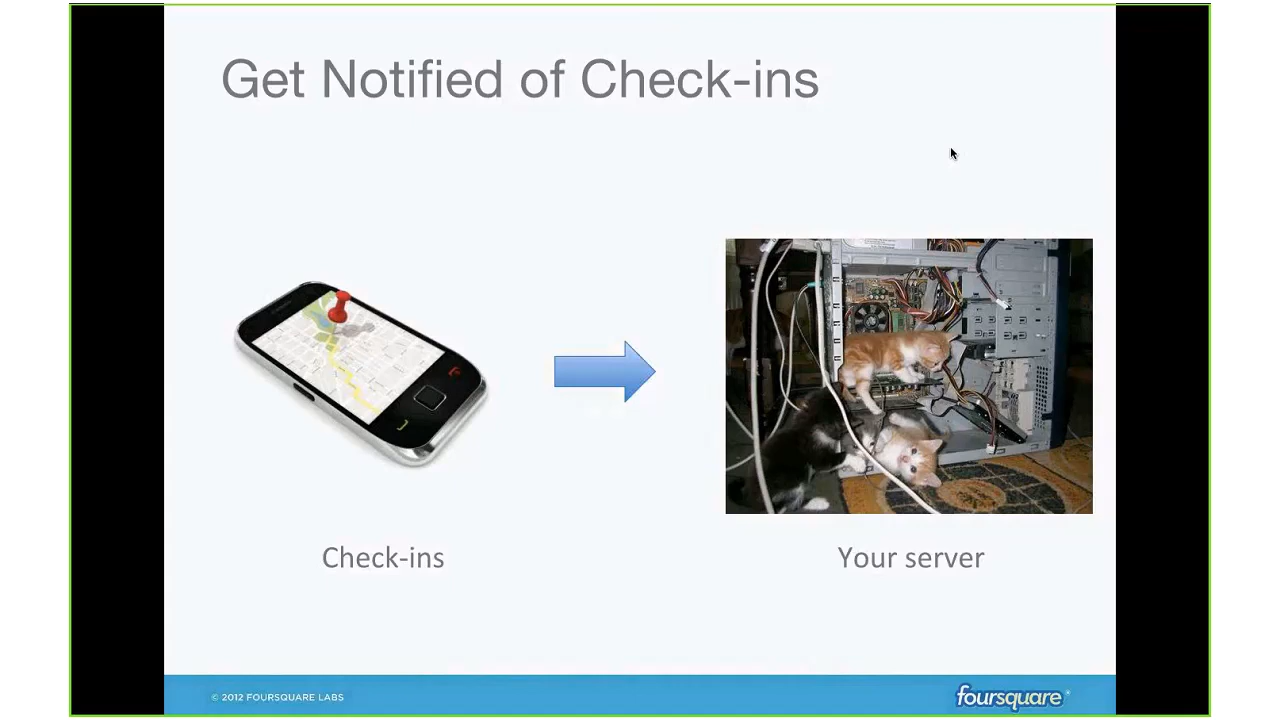 Get Notified of Check-ins
Check-ins
Your server
© 2012 FOURSQUARE LABS
foursquare®